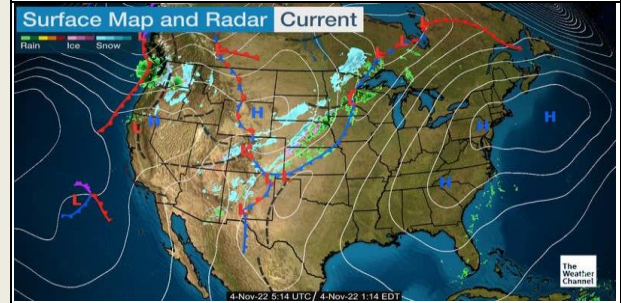 Surface Map and Radar Current
Rain Ice Snow
L
L
L
L
L
H
H
L
H
H
L
L
L
L
H
L
L
The
Weather
Channel
4-Nov-22 5:14 UTC / 4-Nov-22 1:14 EDT